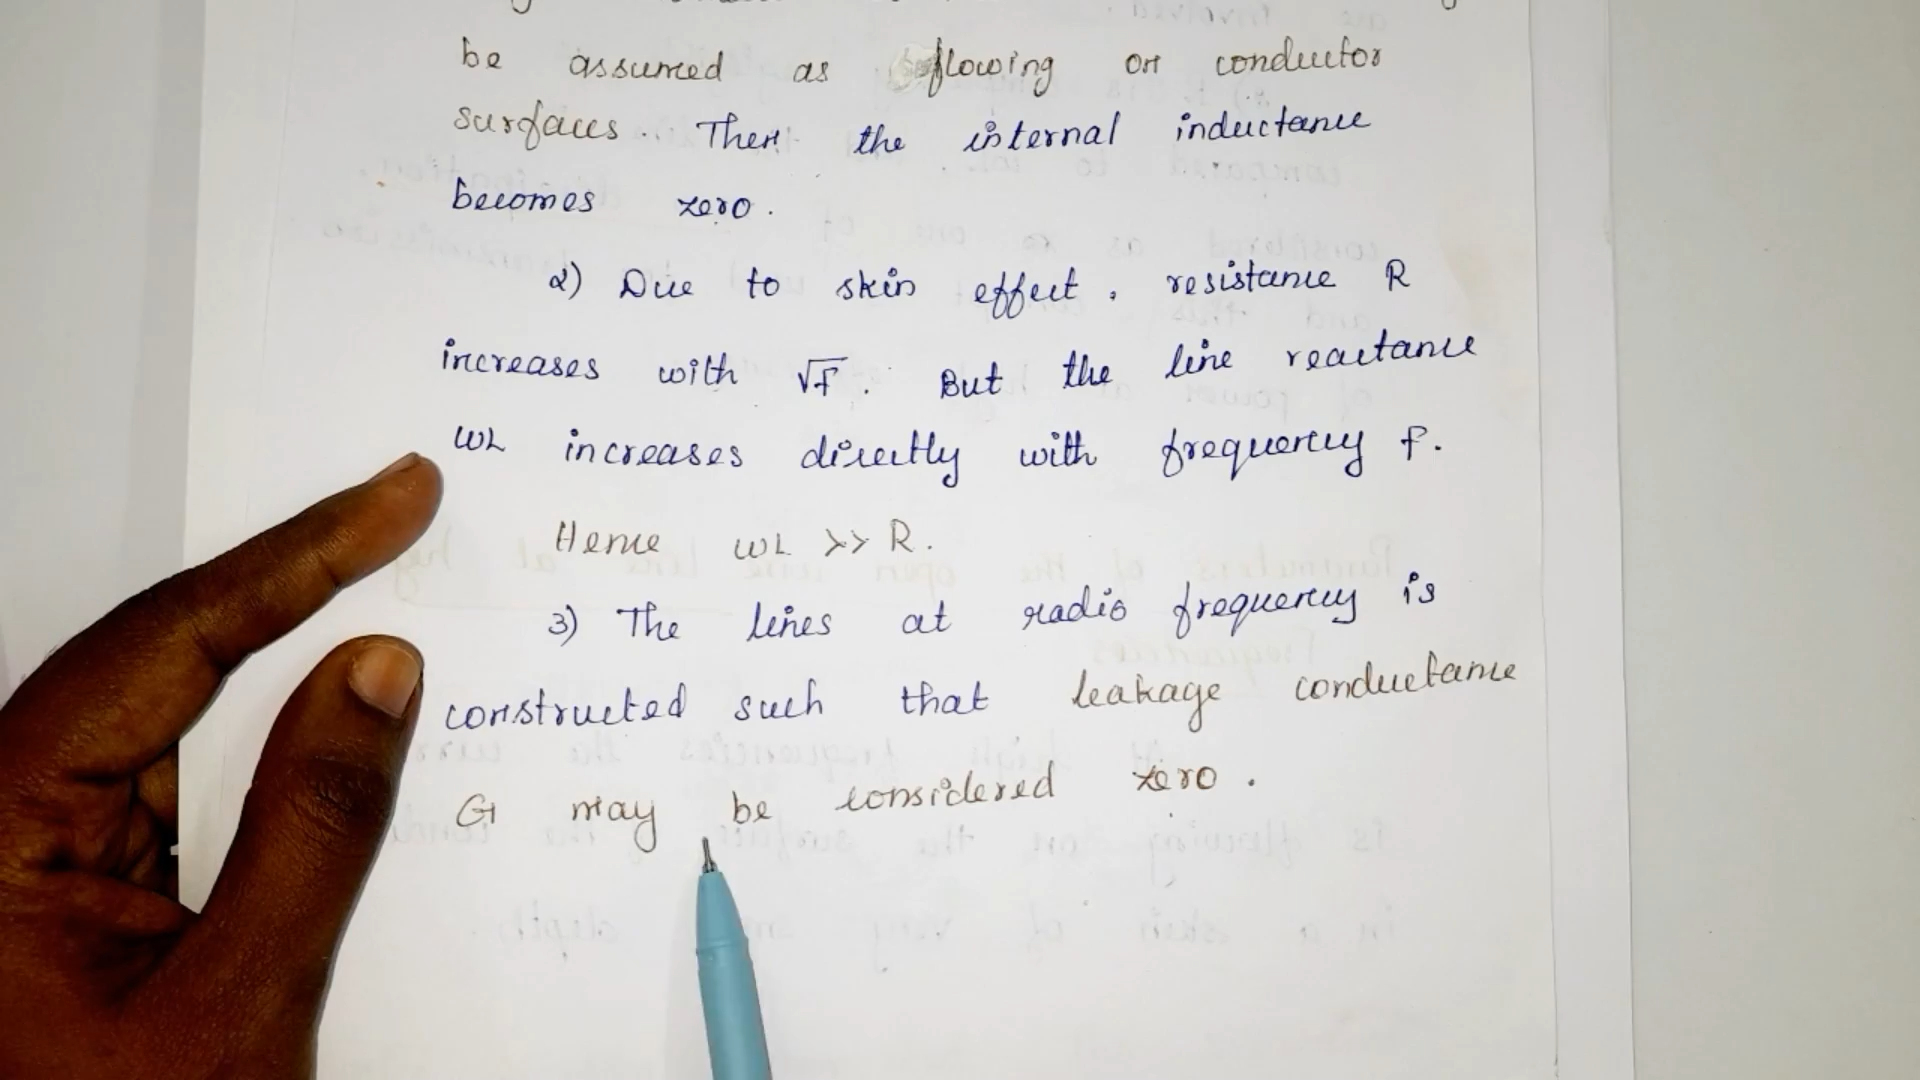 be assumed as flowing on conductor
surfaces. Then the internal inductance
becomes zero.
2) Due to skin effect, resistance R
increases with √f. But the line reactance
ωL increases directly with frequency f.
Hence ωL >> R.
3) The lines at radio frequency is
constructed such that leakage conductance
G may be considered zero.